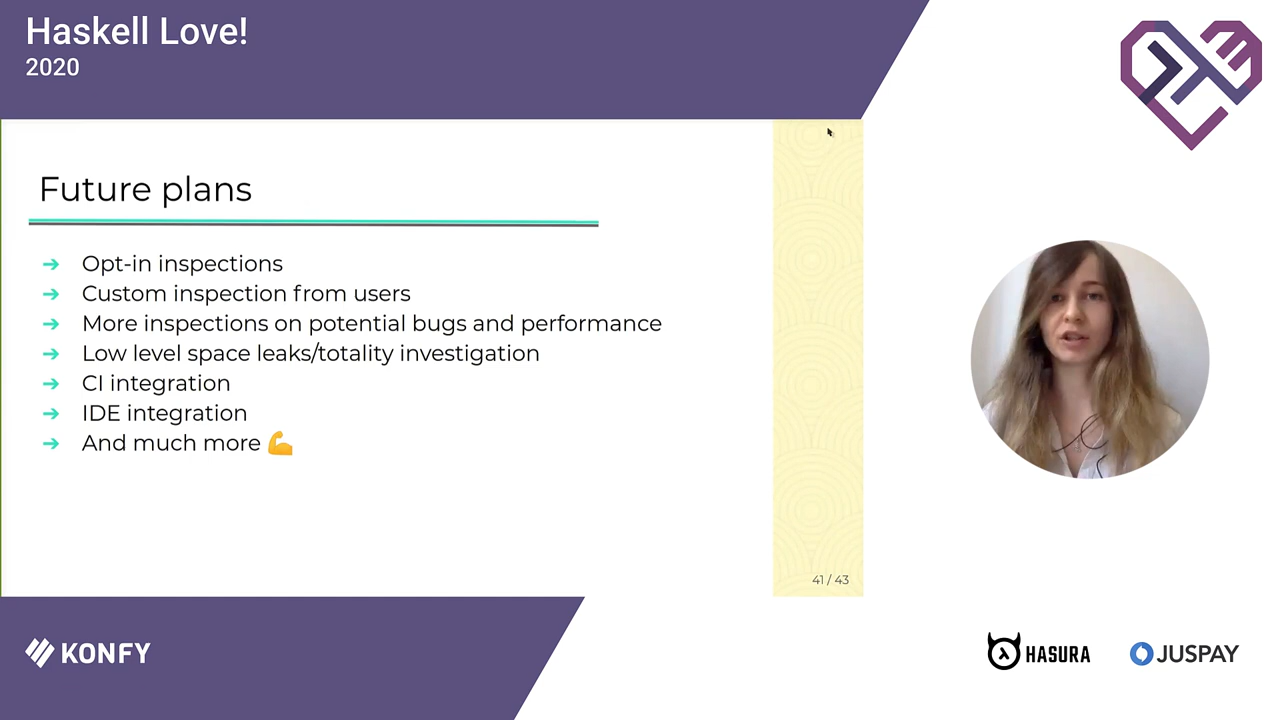 Haskell Love!
2020
Future plans
➔ Opt-in inspections
➔ Custom inspection from users
➔ More inspections on potential bugs and performance
➔ Low level space leaks/totality investigation
➔ CI integration
➔ IDE integration
➔ And much more 💪
41 / 43
KONFY
HASURA
JUSPAY